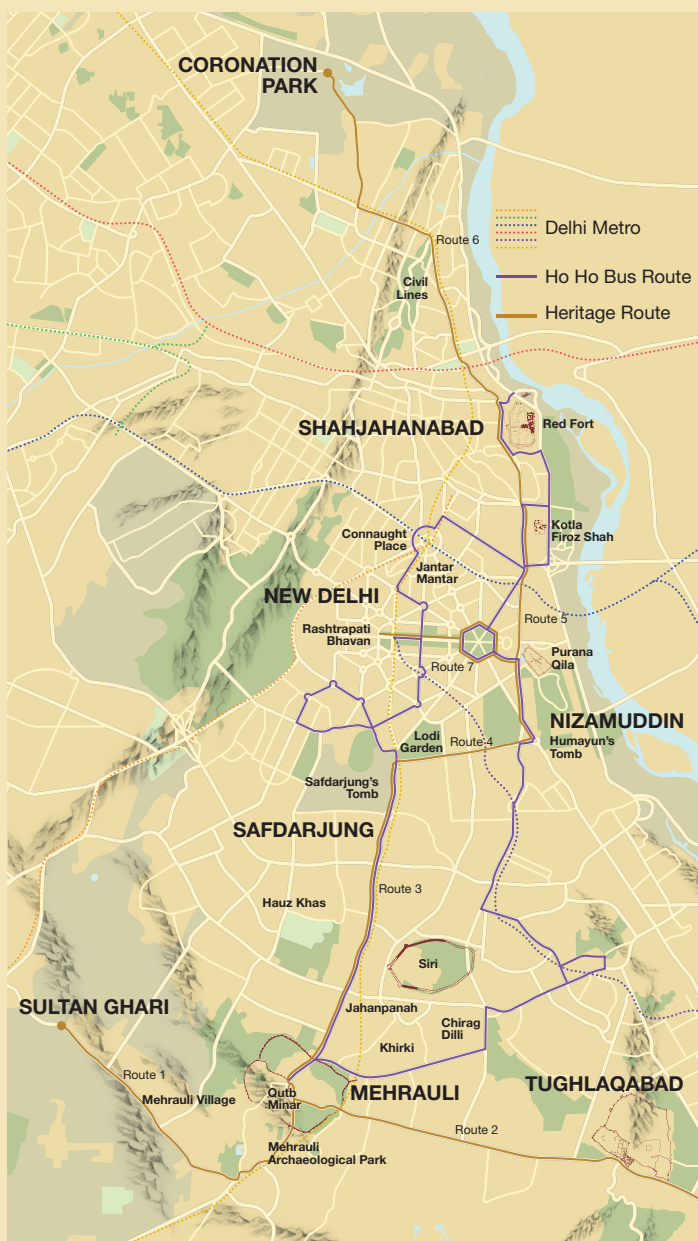 CORONATION
PARK
Route 6
Delhi Metro
Civil
Lines
Ho Ho Bus Route
Heritage Route
SHAHJAHANABAD
Red Fort
Connaught
Place
Kotla
Firoz Shah
Jantar
Mantar
NEW DELHI
Rashtrapati
Bhavan
Route 5
Route 7
Purana
Qila
NIZAMUDDIN
Lodi
Garden
Route 4
Humayun's
Tomb
Safdarjung's
Tomb
SAFDARJUNG
Route 3
Hauz Khas
Siri
SULTAN GHARI
Jahanpanah
Chirag
Dilli
Khirki
Route 1
Mehrauli Village
Qutb
Minar
MEHRAULI
TUGHLAQABAD
Route 2
Mehrauli
Archaeological Park